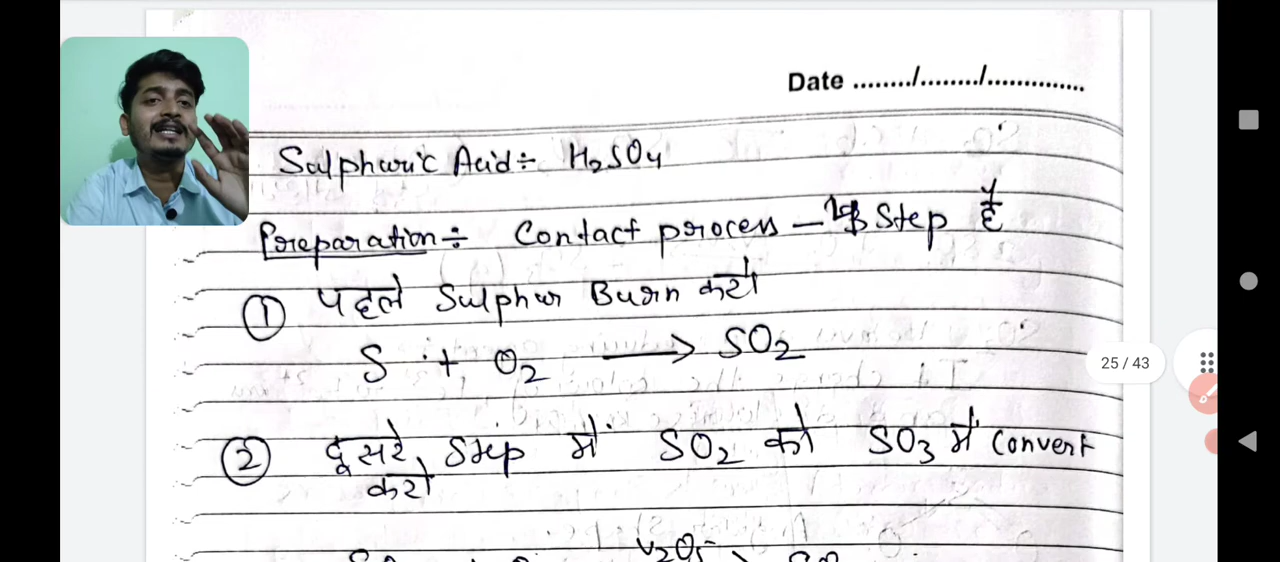 Date ......../......../.............
Sulphuric Acid÷ H₂SO₄
Preparation÷ Contact process – Step है
① पहले Sulphur Burn करो
S + O₂ ⟶ SO₂
25 / 43
② दूसरे Step में SO₂ को SO₃ में convert
करो
V₂O₅